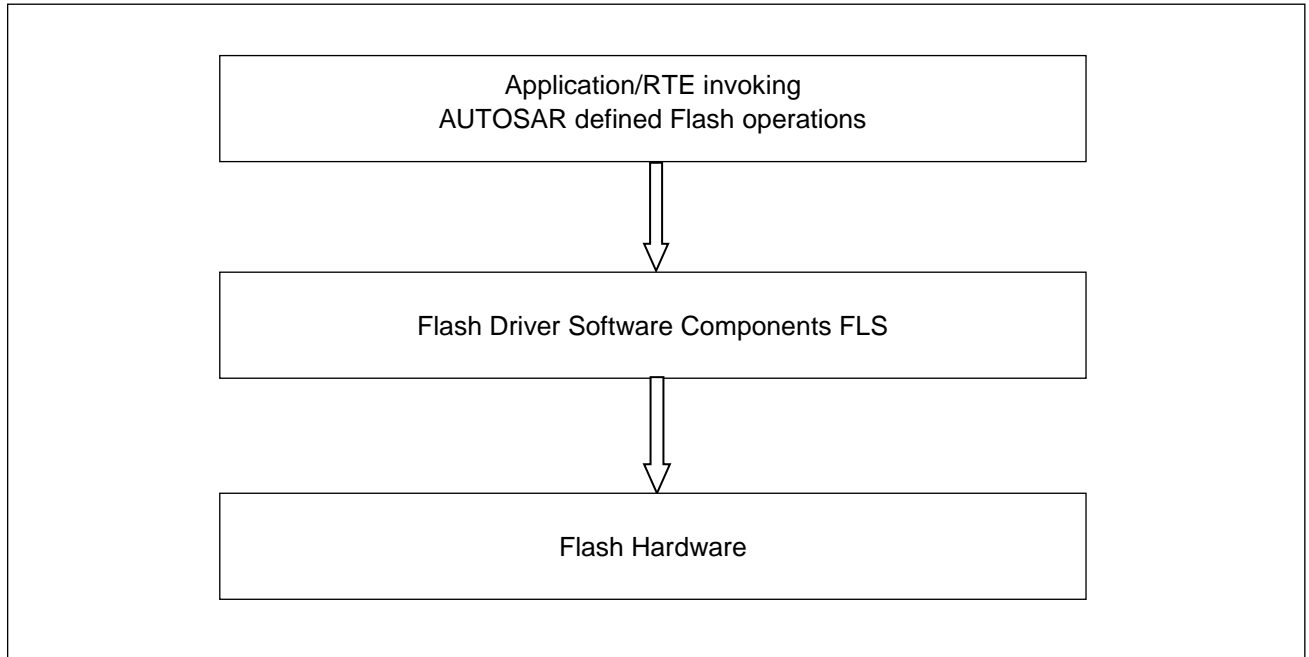 Application/RTE invoking
AUTOSAR defined Flash operations
Flash Driver Software Components FLS
Flash Hardware